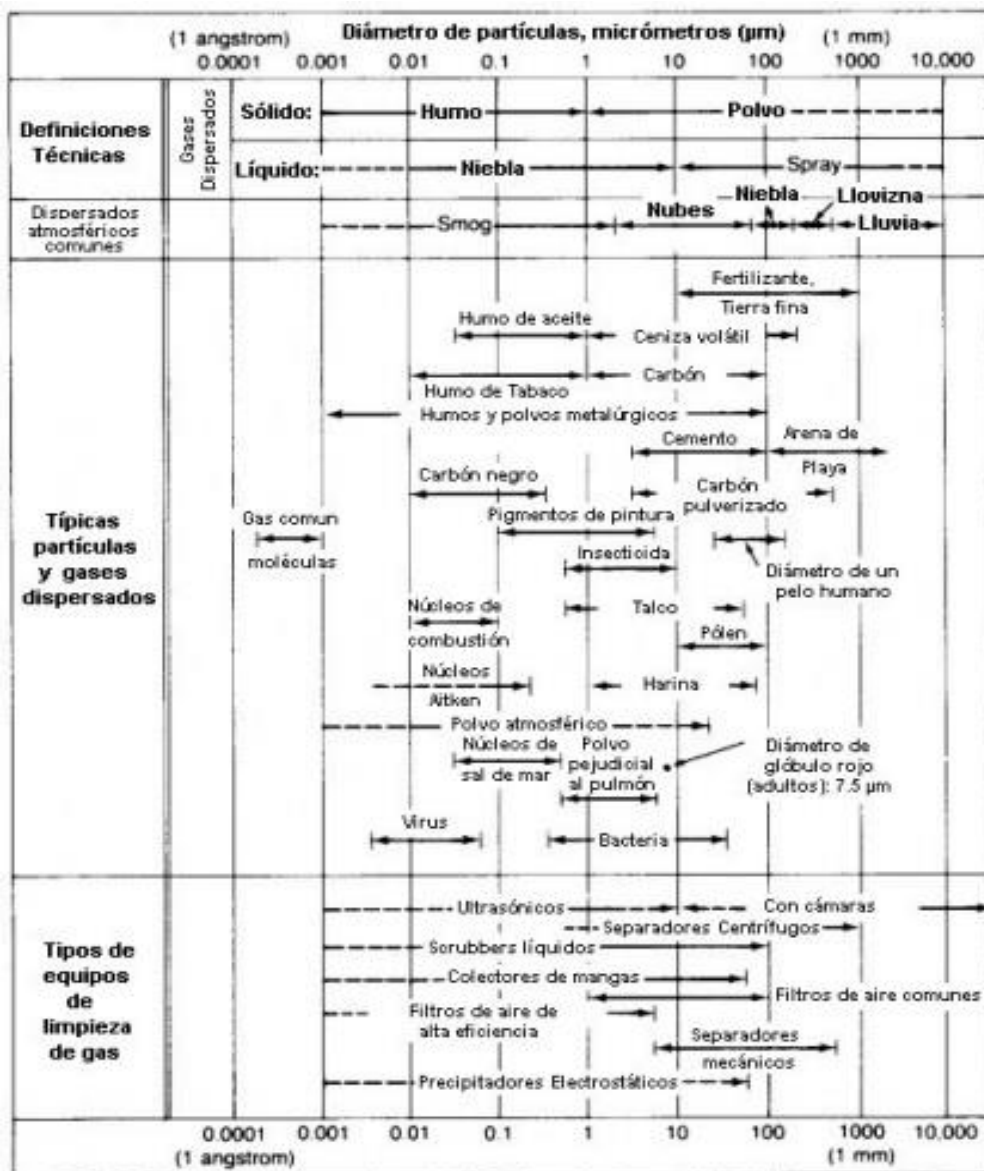 Diámetro de partículas, micrómetros (µm)
(1 angstrom) (1 mm)
0.0001 0.001 0.01 0.1 1 10 100 1000 10,000
Definiciones
Técnicas
Gases
Dispersados
Sólido: Humo Polvo
Líquido: Niebla Spray
Dispersados
atmosféricos
comunes
Smog Nubes Niebla Llovizna Lluvia
Típicas
partículas
y gases
dispersados
Fertilizante,
Tierra fina
Humo de aceite
Ceniza volátil
Humo de Tabaco
Carbón
Humos y polvos metalúrgicos
Cemento
Arena de
Playa
Carbón negro
Carbón
pulverizado
Gas comun
moléculas
Pigmentos de pintura
Insecticida
Diámetro de un
pelo humano
Talco
Núcleos de
combustión
Pólen
Núcleos
Aitken
Harina
Polvo atmosférico
Núcleos de
sal de mar
Polvo
pejudicial
al pulmón
Diámetro de
glóbulo rojo
(adultos): 7.5 µm
Virus
Bacteria
Tipos de
equipos
de
limpieza
de gas
Ultrasónicos
Con cámaras
Separadores Centrífugos
Scrubbers líquidos
Colectores de mangas
Filtros de aire comunes
Filtros de aire de
alta eficiencia
Separadores
mecánicos
Precipitadores Electrostáticos
0.0001 0.001 0.01 0.1 1 10 100 1000 10,000
(1 angstrom) (1 mm)